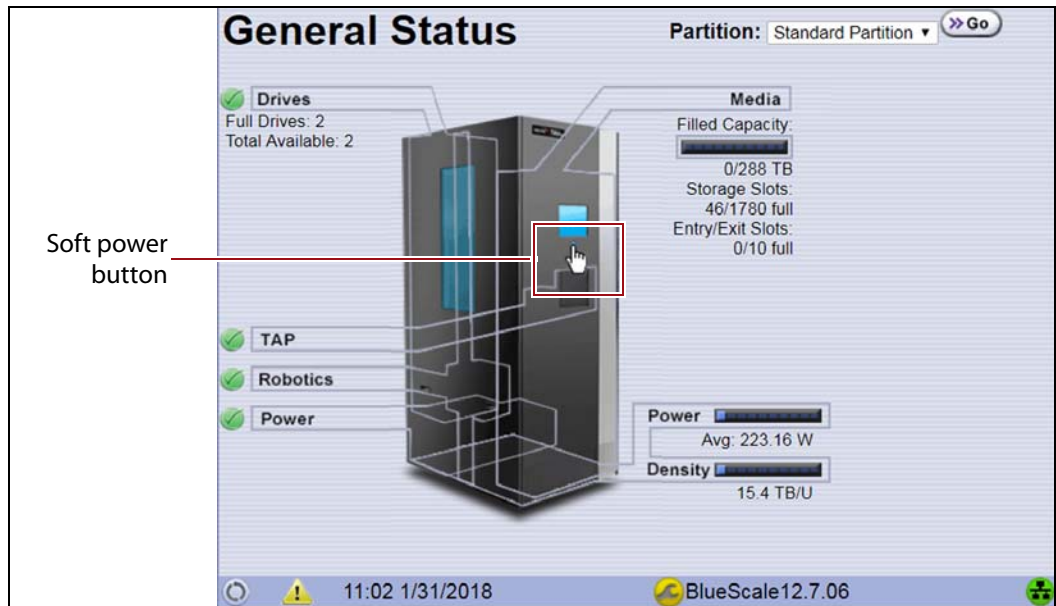 General Status
Partition: Standard Partition
Go
Drives
Full Drives: 2
Total Available: 2
Media
Filled Capacity:
0/288 TB
Storage Slots:
46/1780 full
Entry/Exit Slots:
0/10 full
Soft power
button
TAP
Robotics
Power
Power
Avg: 223.16 W
Density
15.4 TB/U
11:02 1/31/2018
BlueScale12.7.06